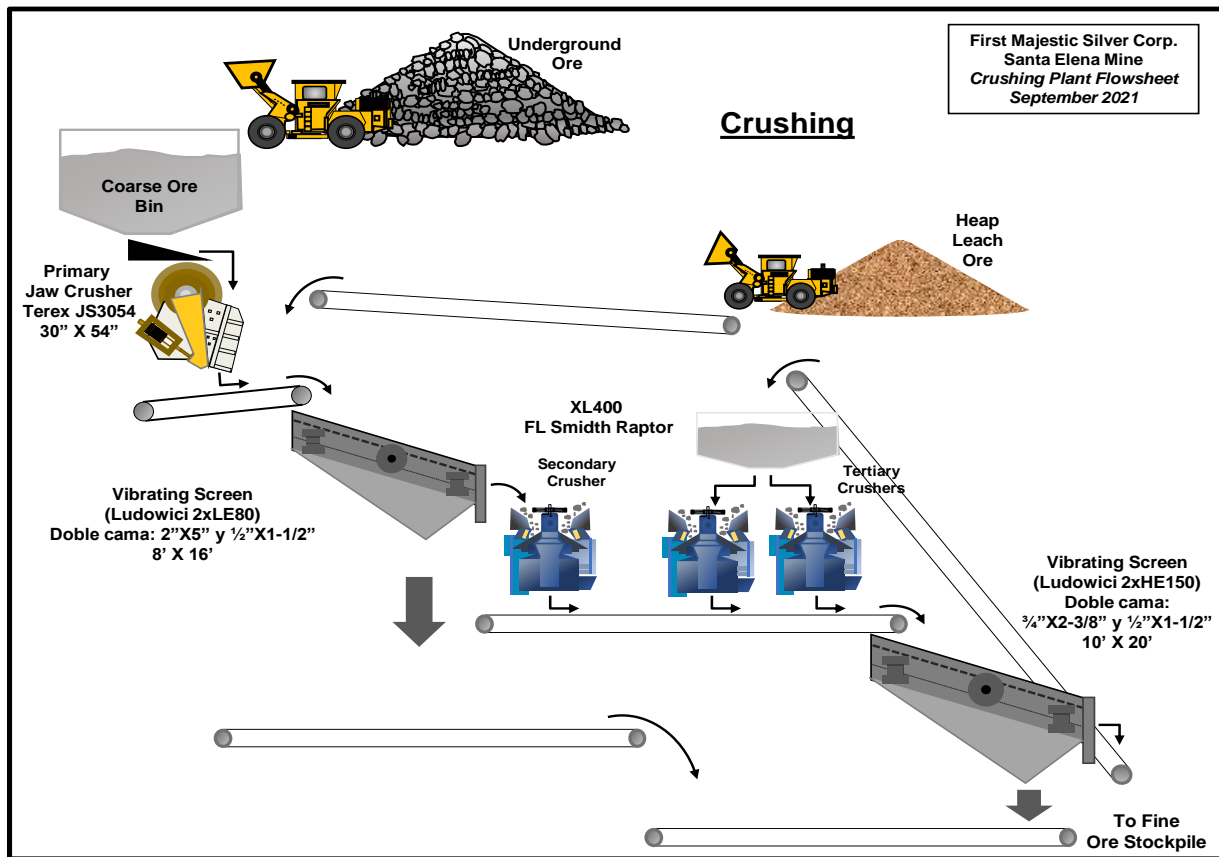 Underground
Ore
First Majestic Silver Corp.
Santa Elena Mine
Crushing Plant Flowsheet
September 2021
Crushing
Coarse Ore
Bin
Heap
Leach
Ore
Primary
Jaw Crusher
Terex JS3054
30” X 54”
XL400
FL Smidth Raptor
Secondary
Crusher
Tertiary
Crushers
Vibrating Screen
(Ludowici 2xLE80)
Doble cama: 2”X5” y ½”X1-1/2”
8’ X 16’
Vibrating Screen
(Ludowici 2xHE150)
Doble cama:
¾”X2-3/8” y ½”X1-1/2”
10’ X 20’
To Fine
Ore Stockpile